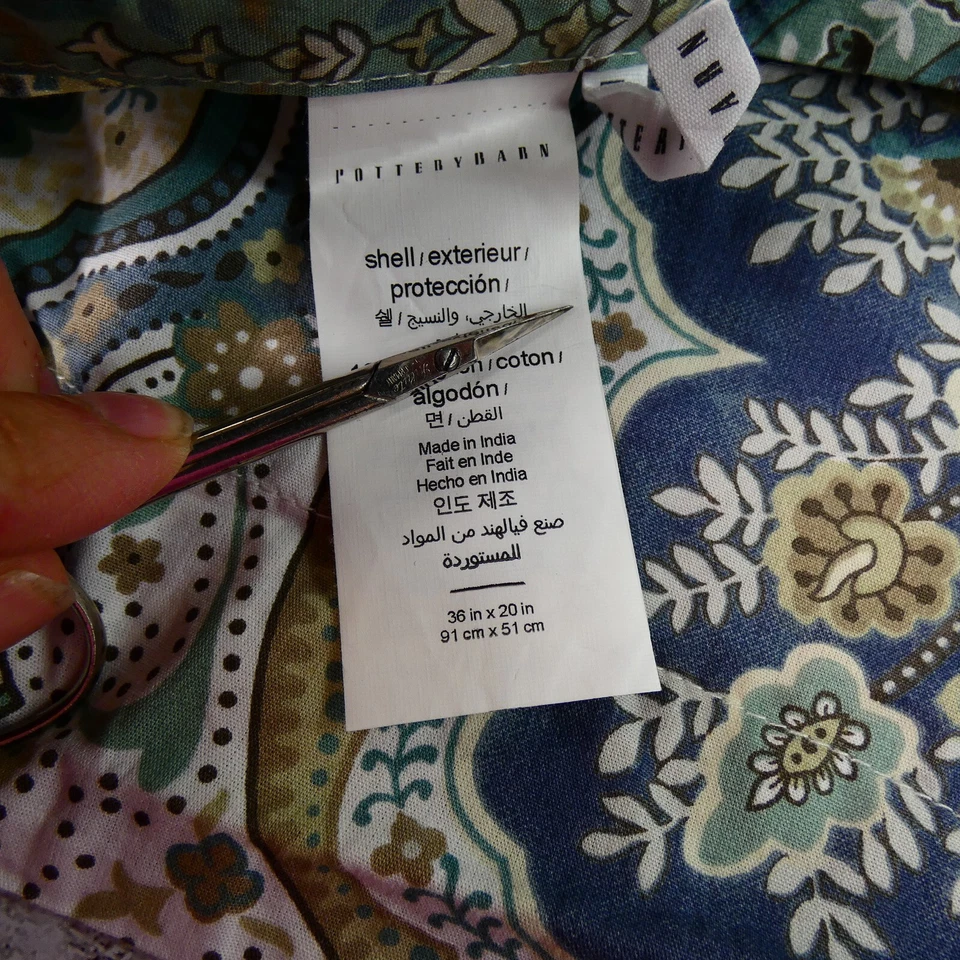 POTTERYBARN
shell / exterieur /
protección /
쉘 / الخارجي، والنسيج
/ coton /
algodón /
면 / القطن
Made in India
Fait en Inde
Hecho en India
인도 제조
صنع فيالهند من المواد
المستوردة
36 in x 20 in
91 cm x 51 cm
ARN